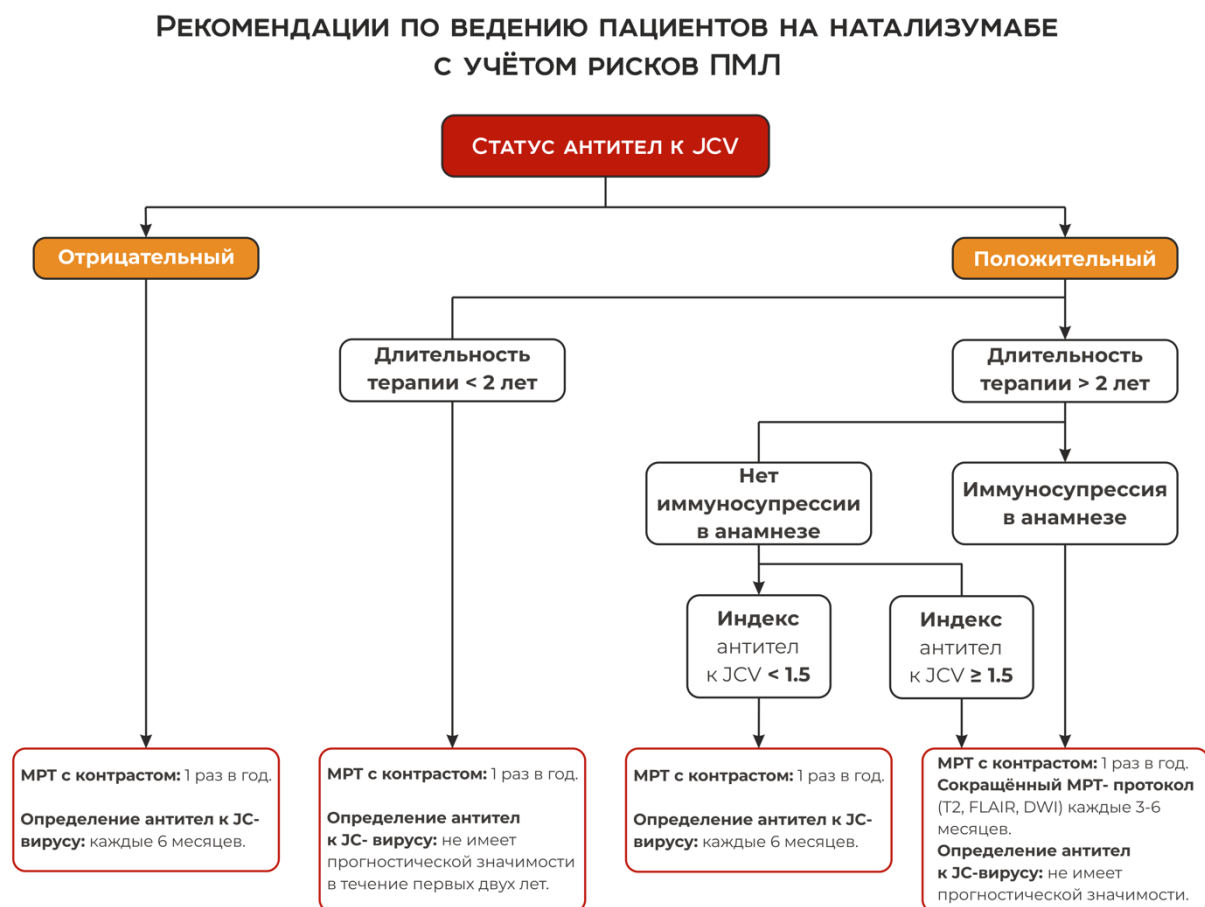 Рекомендации по ведению пациентов на натализумабе
с учётом рисков ПМЛ
Статус антител к JCV
Отрицательный
Положительный
Длительность
терапии < 2 лет
Длительность
терапии > 2 лет
Нет
иммуносупрессии
в анамнезе
Иммуносупрессия
в анамнезе
Индекс
антител
к JCV < 1.5
Индекс
антител
к JCV ≥ 1.5
МРТ с контрастом: 1 раз в год.
Определение антител к JC-
вирусу: каждые 6 месяцев.
МРТ с контрастом: 1 раз в год.
Определение антител
к JC- вирусу: не имеет
прогностической значимости
в течение первых двух лет.
МРТ с контрастом: 1 раз в год.
Определение антител к JC-
вирусу: каждые 6 месяцев.
МРТ с контрастом: 1 раз в год.
Сокращённый МРТ- протокол
(T2, FLAIR, DWI) каждые 3-6
месяцев.
Определение антител
к JC-вирусу: не имеет
прогностической значимости.